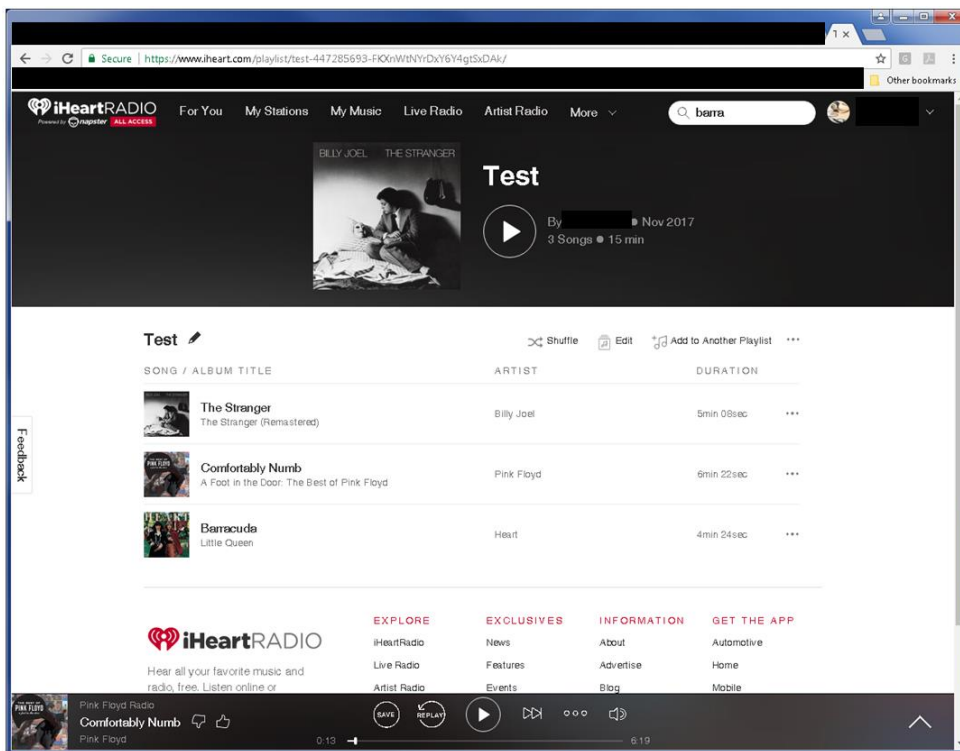 1 ×
Secure | https://www.iheart.com/playlist/test-447285693-FKXnWtNYrDxY6Y4gtSxDAk/
Other bookmarks
iHeartRADIO For You My Stations My Music Live Radio Artist Radio More barra
Powered by napster ALL ACCESS
BILLY JOEL THE STRANGER
Test
By • Nov 2017
3 Songs • 15 min
Test Shuffle Edit Add to Another Playlist ...
SONG / ALBUM TITLE ARTIST DURATION
The Stranger
The Stranger (Remastered)
Billy Joel 5min 08sec ...
Comfortably Numb
A Foot in the Door: The Best of Pink Floyd
Pink Floyd 6min 22sec ...
Barracuda
Little Queen
Heart 4min 24sec ...
Feedback
iHeartRADIO
Hear all your favorite music and
radio, free. Listen online or
EXPLORE EXCLUSIVES INFORMATION GET THE APP
iHeartRadio News About Automotive
Live Radio Features Advertise Home
Artist Radio Events Blog Mobile
PINK FLOYD
Pink Floyd Radio
Comfortably Numb
Pink Floyd
SAVE REPLAY
0:13 6:19